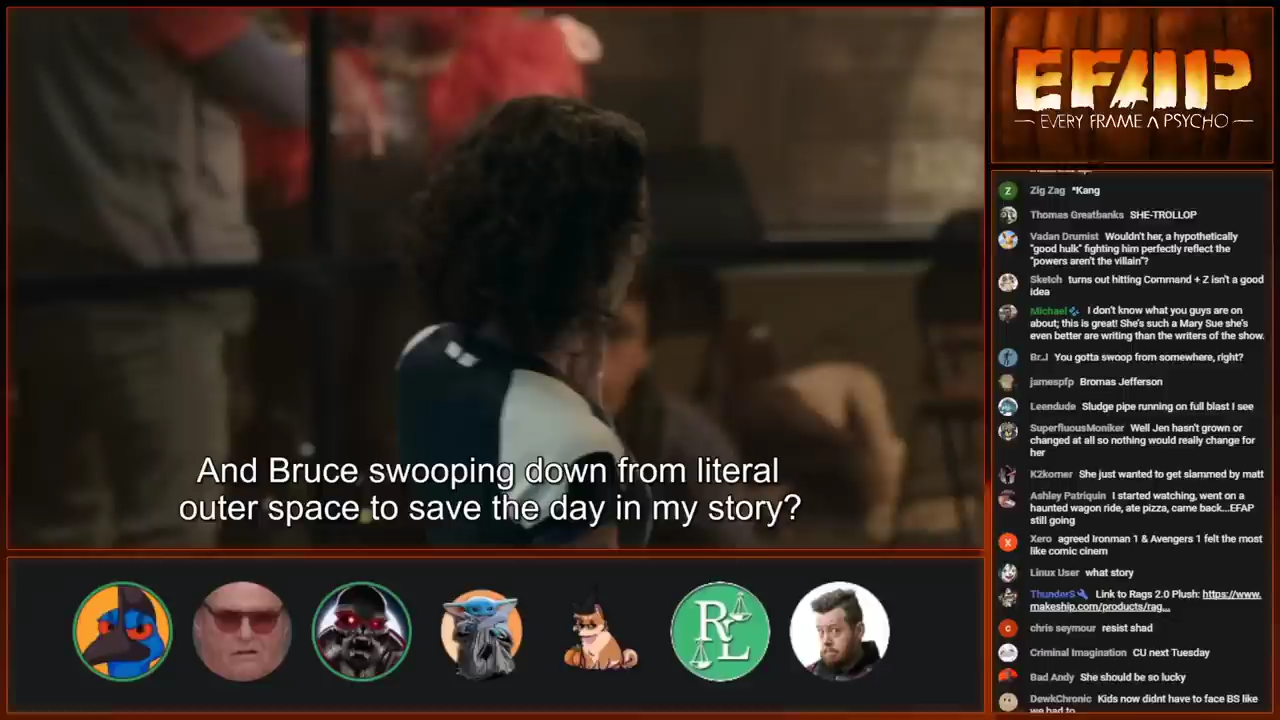 And Bruce swooping down from literal
outer space to save the day in my story?
RL
EFAP
EVERY FRAME A PSYCHO
Z
Zig Zag *Kang
Thomas Greatbanks SHE-TROLLOP
Vadan Drumist Wouldn't her, a hypothetically
"good hulk" fighting him perfectly reflect the
"powers aren't the villain"?
Sketch turns out hitting Command + Z isn't a good
idea
Michael I don't know what you guys are on
about; this is great! She's such a Mary Sue she's
even better are writing than the writers of the show.
Br..I You gotta swoop from somewhere, right?
jamespfp Bromas Jefferson
Leendude Sludge pipe running on full blast I see
SuperfluousMoniker Well Jen hasn't grown or
changed at all so nothing would really change for
her
K2korner She just wanted to get slammed by matt
Ashley Patriquin I started watching, went on a
haunted wagon ride, ate pizza, came back...EFAP
still going
X
Xero agreed Ironman 1 & Avengers 1 felt the most
like comic cinem
Linux User what story
ThunderS Link to Rags 2.0 Plush: https://www.
makeship.com/products/rag...
c
chris seymour resist shad
Criminal Imagination CU next Tuesday
Bad Andy She should be so lucky
DewkChronic Kids now didnt have to face BS like
we had to